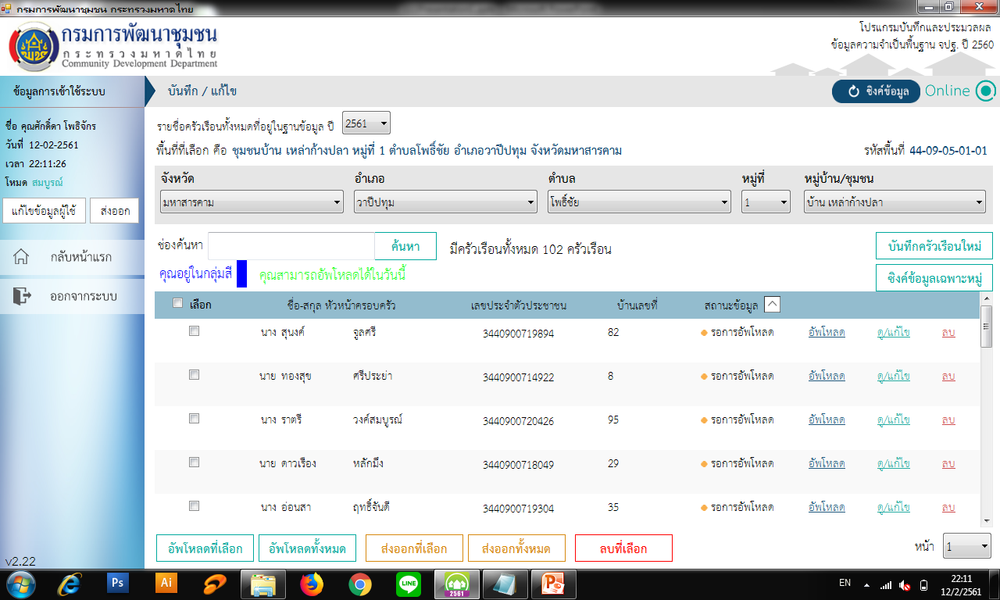 กรมการพัฒนาชุมชน กระทรวงมหาดไทย
กรมการพัฒนาชุมชน
กระทรวงมหาดไทย
Community Development Department
โปรแกรมบันทึกและประมวลผล
ข้อมูลความจำเป็นพื้นฐาน จปฐ. ปี 2560
ข้อมูลการเข้าใช้ระบบ
บันทึก / แก้ไข
ซิงค์ข้อมูล
Online
ชื่อ คุณศักดิ์ดา โพธิจักร
วันที่ 12-02-2561
เวลา 22:11:26
โหมด สมบูรณ์
แก้ไขข้อมูลผู้ใช้
ส่งออก
กลับหน้าแรก
ออกจากระบบ
v2.22
รายชื่อครัวเรือนทั้งหมดที่อยู่ในฐานข้อมูล ปี 2561
พื้นที่ที่เลือก คือ ชุมชนบ้าน เหล่าก้างปลา หมู่ที่ 1 ตำบลโพธิ์ชัย อำเภอวาปีปทุม จังหวัดมหาสารคาม
รหัสพื้นที่ 44-09-05-01-01
จังหวัด อำเภอ ตำบล หมู่ที่ หมู่บ้าน/ชุมชน
มหาสารคาม วาปีปทุม โพธิ์ชัย 1 บ้าน เหล่าก้างปลา
ช่องค้นหา ค้นหา มีครัวเรือนทั้งหมด 102 ครัวเรือน
บันทึกครัวเรือนใหม่
คุณอยู่ในกลุ่มสี คุณสามารถอัพโหลดได้ในวันนี้
ซิงค์ข้อมูลเฉพาะหมู่
เลือก ชื่อ-สกุล หัวหน้าครอบครัว เลขประจำตัวประชาชน บ้านเลขที่ สถานะข้อมูล
นาง สุนงค์ จูลศรี 3440900719894 82 รอการอัพโหลด อัพโหลด ดู/แก้ไข ลบ
นาย ทองสุข ศรีประย่า 3440900714922 8 รอการอัพโหลด อัพโหลด ดู/แก้ไข ลบ
นาง ราตรี วงค์สมบูรณ์ 3440900720426 95 รอการอัพโหลด อัพโหลด ดู/แก้ไข ลบ
นาย ดาวเรือง หลักมึง 3440900718049 29 รอการอัพโหลด อัพโหลด ดู/แก้ไข ลบ
นาง อ่อนสา ฤทธิ์จันดี 3440900719304 35 รอการอัพโหลด อัพโหลด ดู/แก้ไข ลบ
อัพโหลดที่เลือก อัพโหลดทั้งหมด ส่งออกที่เลือก ส่งออกทั้งหมด ลบที่เลือก
หน้า 1
Ps
Ai
LINE
2561
EN
22:11
12/2/2561